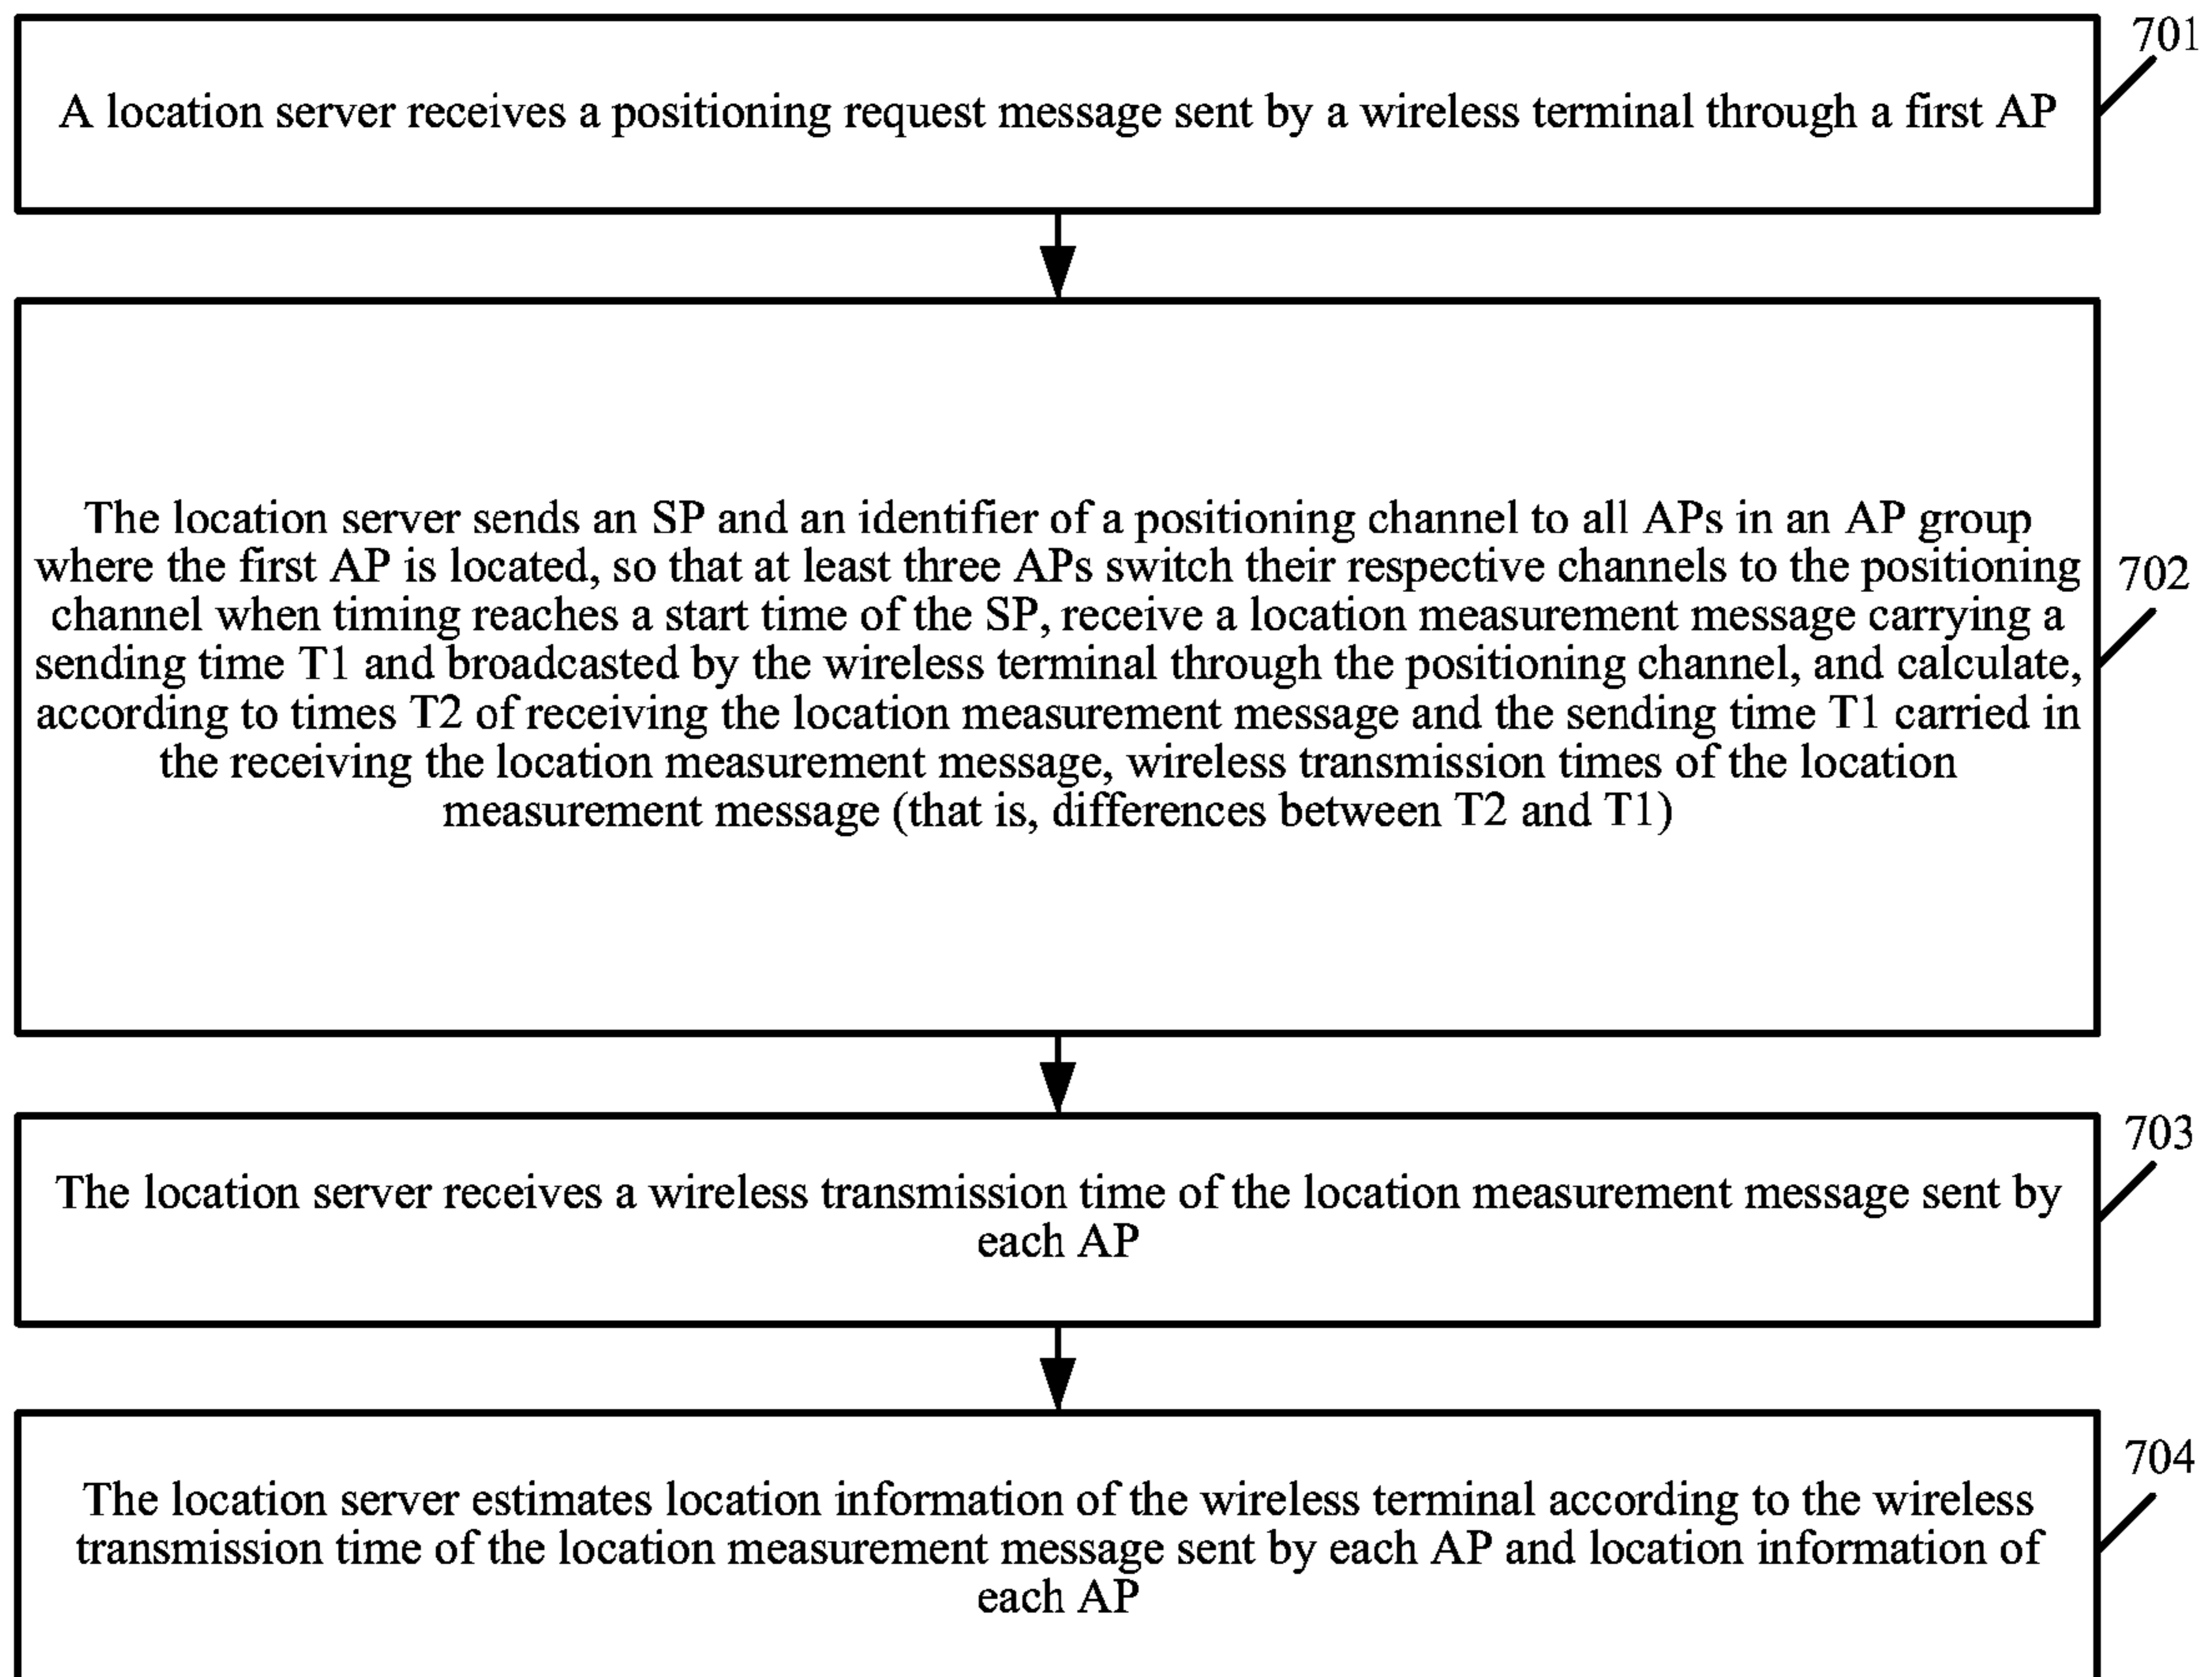 701
A location server receives a positioning request message sent by a wireless terminal through a first AP
The location server sends an SP and an identifier of a positioning channel to all APs in an AP group
where the first AP is located, so that at least three APs switch their respective channels to the positioning
channel when timing reaches a start time of the SP, receive a location measurement message carrying a
sending time T1 and broadcasted by the wireless terminal through the positioning channel, and calculate,
according to times T2 of receiving the location measurement message and the sending time T1 carried in
the receiving the location measurement message, wireless transmission times of the location
measurement message (that is, differences between T2 and T1)
702
703
The location server receives a wireless transmission time of the location measurement message sent by
each AP
704
The location server estimates location information of the wireless terminal according to the wireless
transmission time of the location measurement message sent by each AP and location information of
each AP